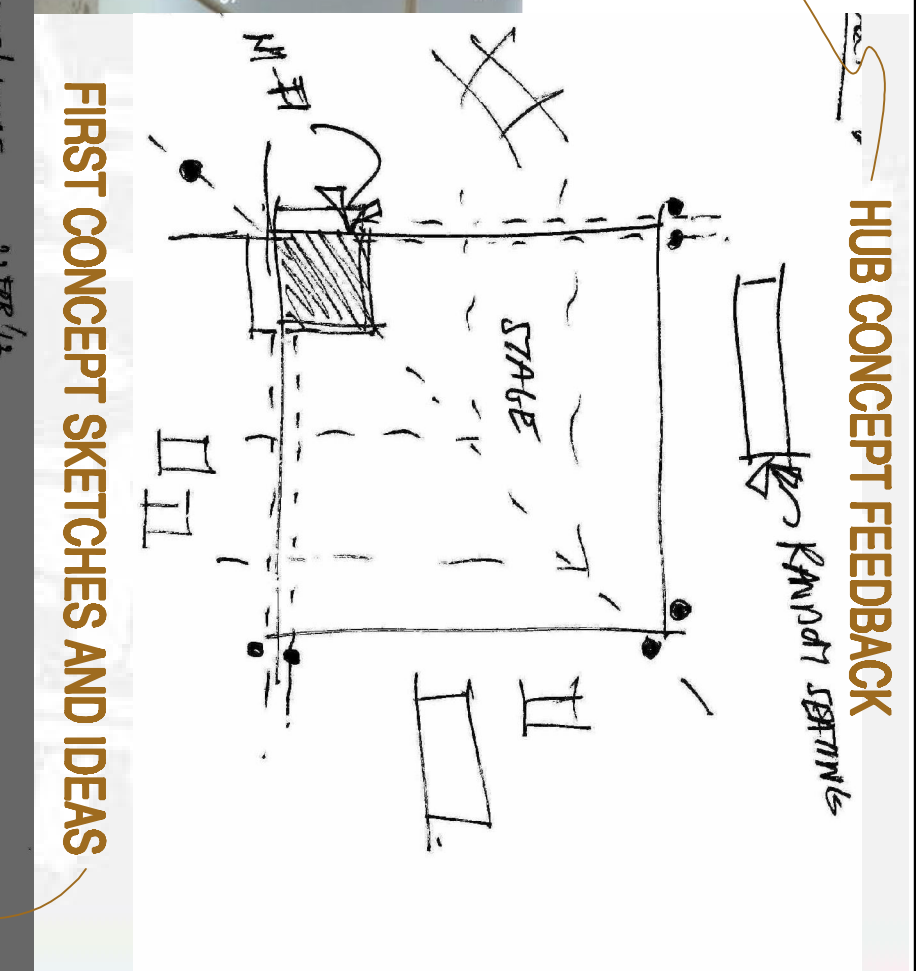 HUB CONCEPT FEEDBACK
RANDOM SEATING
STAGE
FIRST CONCEPT SKETCHES AND IDEAS